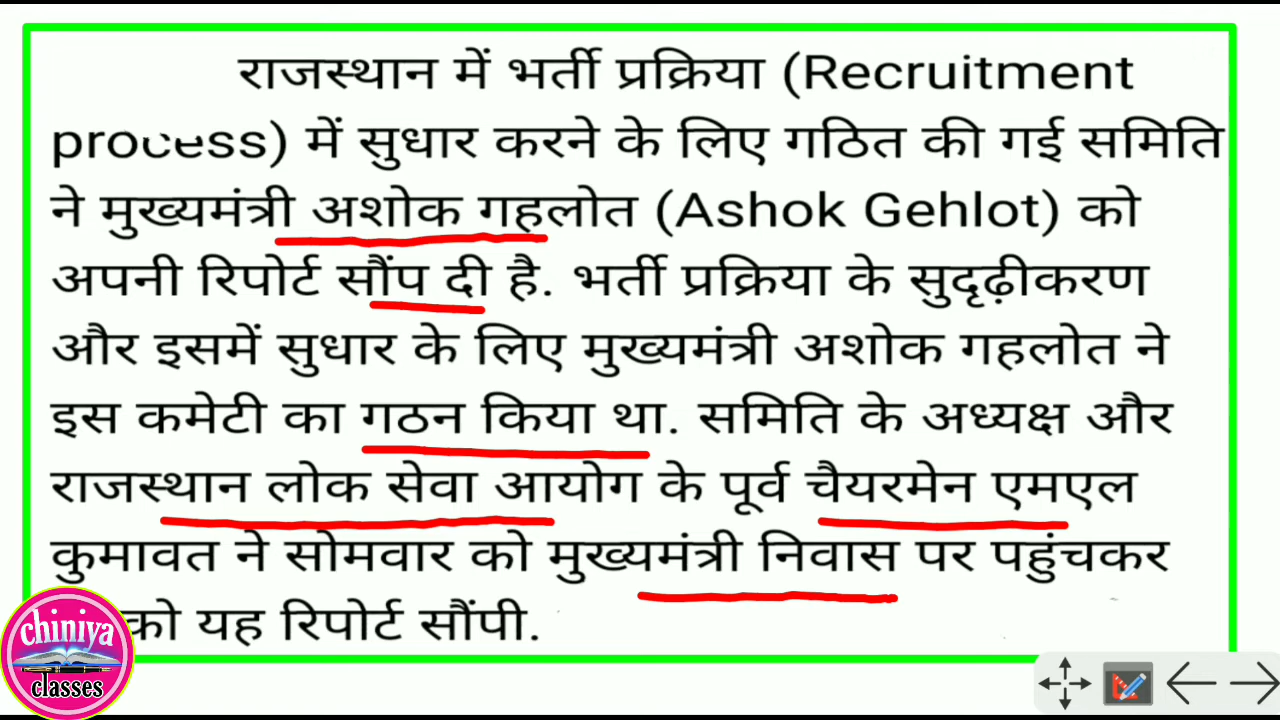 राजस्थान में भर्ती प्रक्रिया (Recruitment
process) में सुधार करने के लिए गठित की गई समिति
ने मुख्यमंत्री अशोक गहलोत (Ashok Gehlot) को
अपनी रिपोर्ट सौंप दी है. भर्ती प्रक्रिया के सुदृढ़ीकरण
और इसमें सुधार के लिए मुख्यमंत्री अशोक गहलोत ने
इस कमेटी का गठन किया था. समिति के अध्यक्ष और
राजस्थान लोक सेवा आयोग के पूर्व चैयरमेन एमएल
कुमावत ने सोमवार को मुख्यमंत्री निवास पर पहुंचकर
को यह रिपोर्ट सौंपी.
chiniya
classes